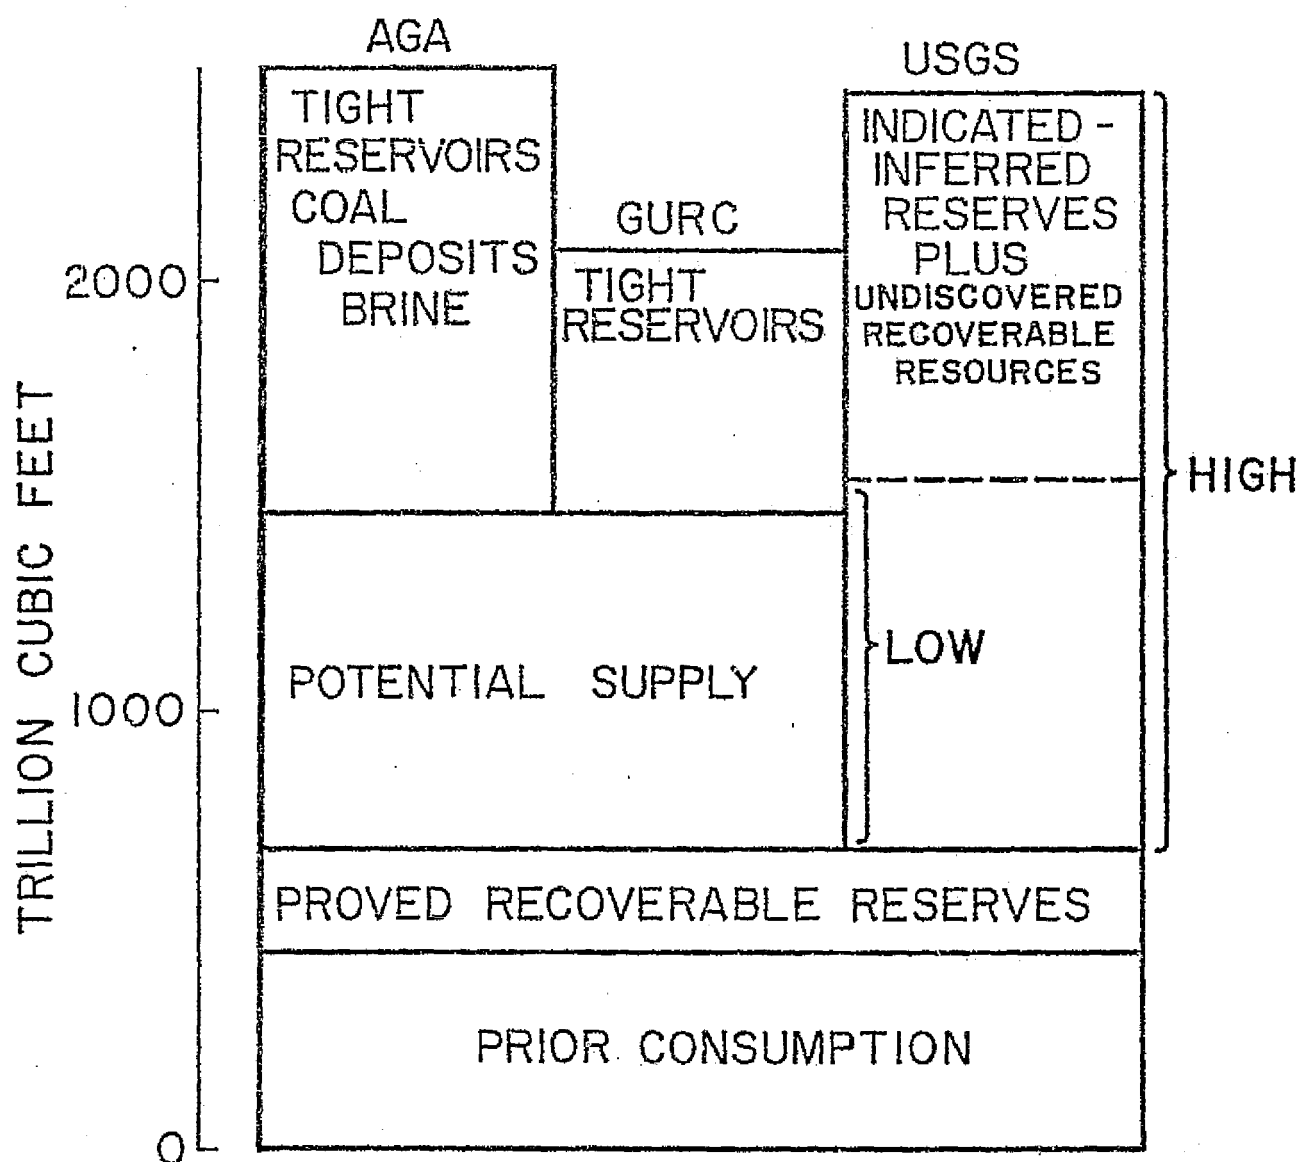 AGA
TIGHT
RESERVOIRS
COAL
DEPOSITS
BRINE
GURC
TIGHT
RESERVOIRS
USGS
INDICATED-
INFERRED
RESERVES
PLUS
UNDISCOVERED
RECOVERABLE
RESOURCES
HIGH
LOW
POTENTIAL SUPPLY
PROVED RECOVERABLE RESERVES
PRIOR CONSUMPTION
TRILLION CUBIC FEET
2000
1000
0